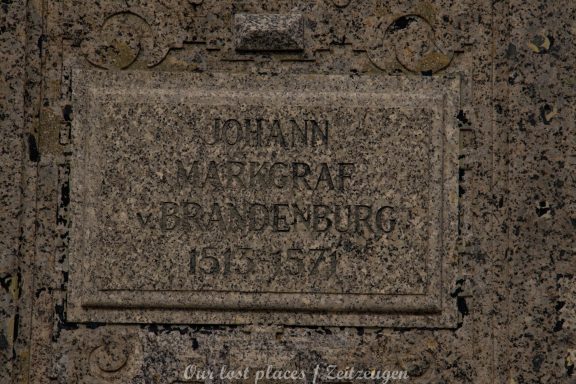 JOHANN
MARKGRAF
v. BRANDENBURG
1513-1571
Our lost places / Zeitzeugen